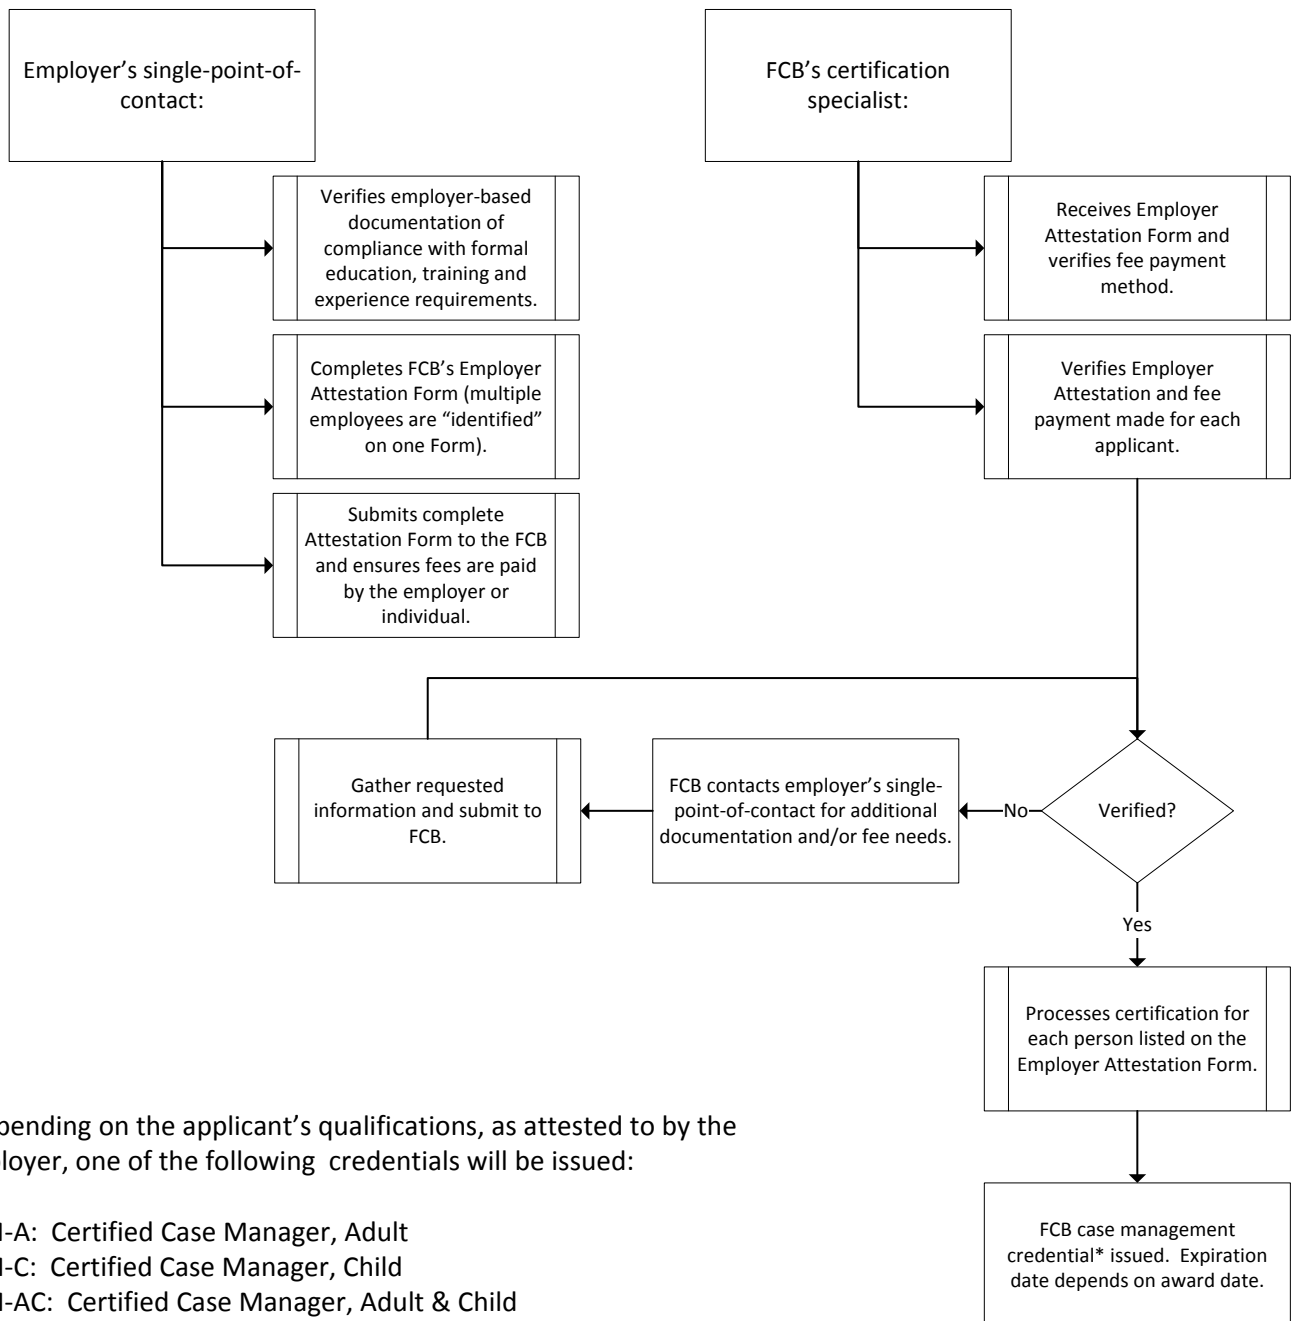 Employer’s single-point-of-
contact:
FCB’s certification
specialist:
Verifies employer-based
documentation of
compliance with formal
education, training and
experience requirements.
Receives Employer
Attestation Form and
verifies fee payment
method.
Completes FCB’s Employer
Attestation Form (multiple
employees are “identified”
on one Form).
Verifies Employer
Attestation and fee
payment made for each
applicant.
Submits complete
Attestation Form to the FCB
and ensures fees are paid
by the employer or
individual.
Gather requested
information and submit to
FCB.
FCB contacts employer’s single-
point-of-contact for additional
documentation and/or fee needs.
No
Verified?
Yes
Processes certification for
each person listed on the
Employer Attestation Form.
pending on the applicant’s qualifications, as attested to by the
ployer, one of the following credentials will be issued:
-A: Certified Case Manager, Adult
-C: Certified Case Manager, Child
-AC: Certified Case Manager, Adult & Child
FCB case management
credential* issued. Expiration
date depends on award date.